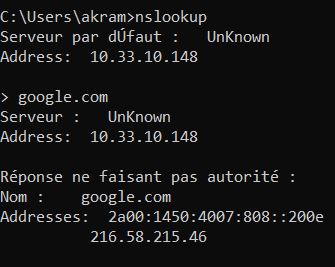 C:\Users\akram>nslookup
Serveur par dÚfaut :   UnKnown
Address:  10.33.10.148
> google.com
Serveur :   UnKnown
Address:  10.33.10.148
Réponse ne faisant pas autorité :
Nom :    google.com
Addresses:  2a00:1450:4007:808::200e
216.58.215.46